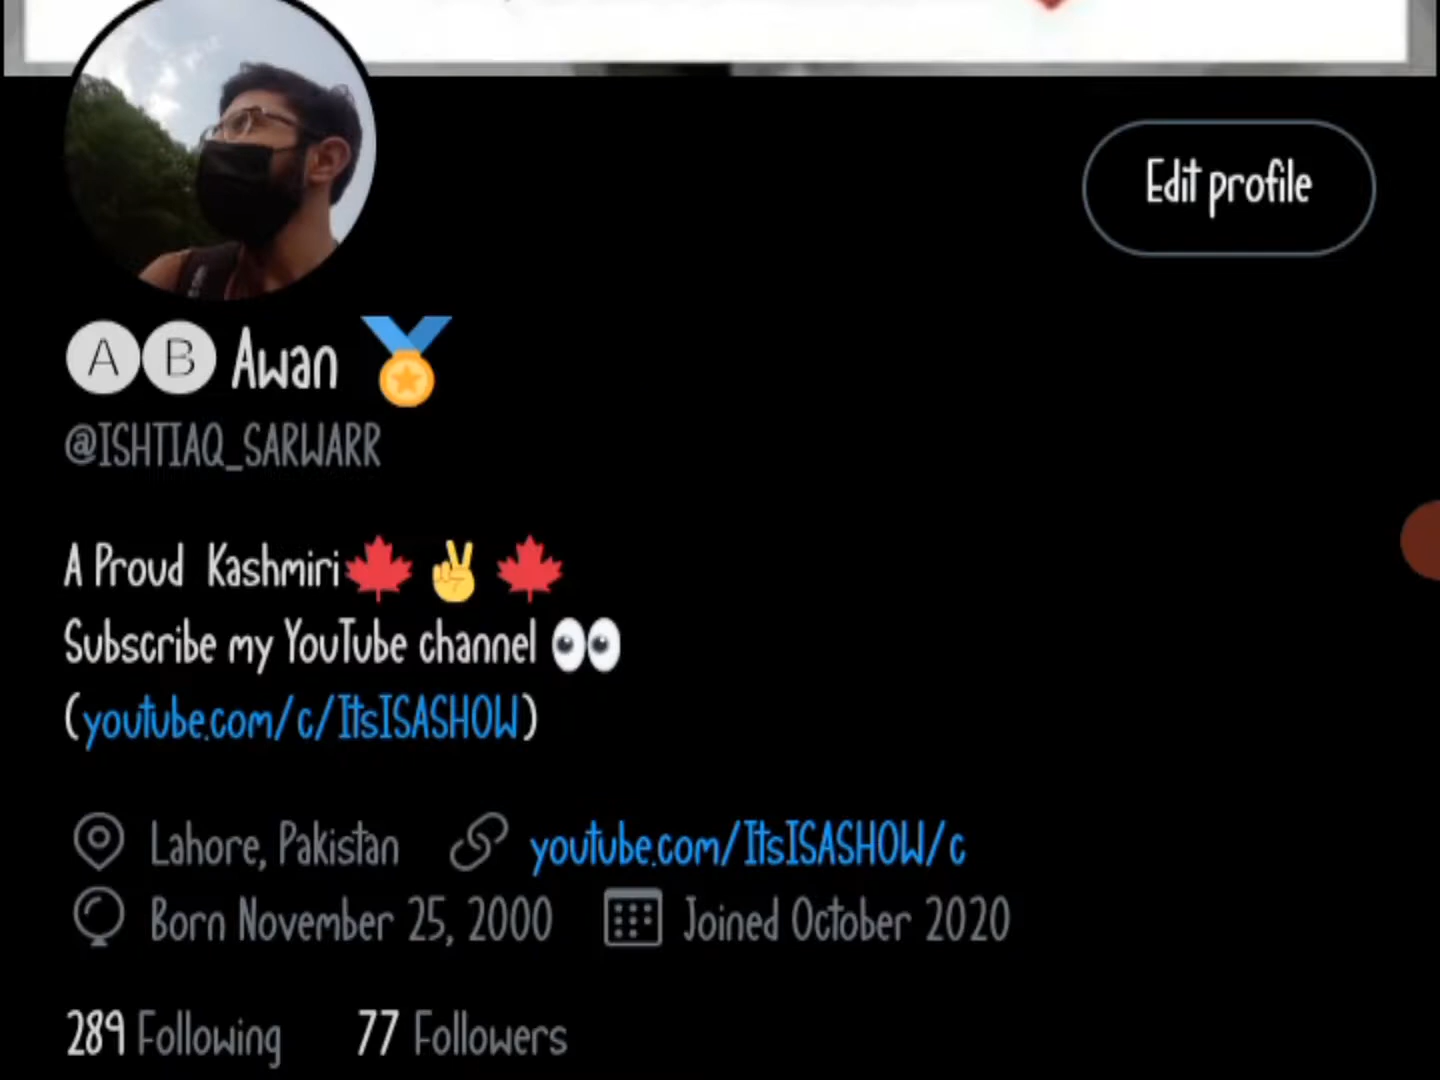 Edit profile
🅐🅑 Awan 🏅
@ISHTIAQ_SARWARR
A Proud Kashmiri🍁 ✌️ 🍁
Subscribe my YouTube channel 👀
(youtube.com/c/ItsISASHOW)
Lahore, Pakistan youtube.com/ItsISASHOW/c
Born November 25, 2000 Joined October 2020
289 Following 77 Followers